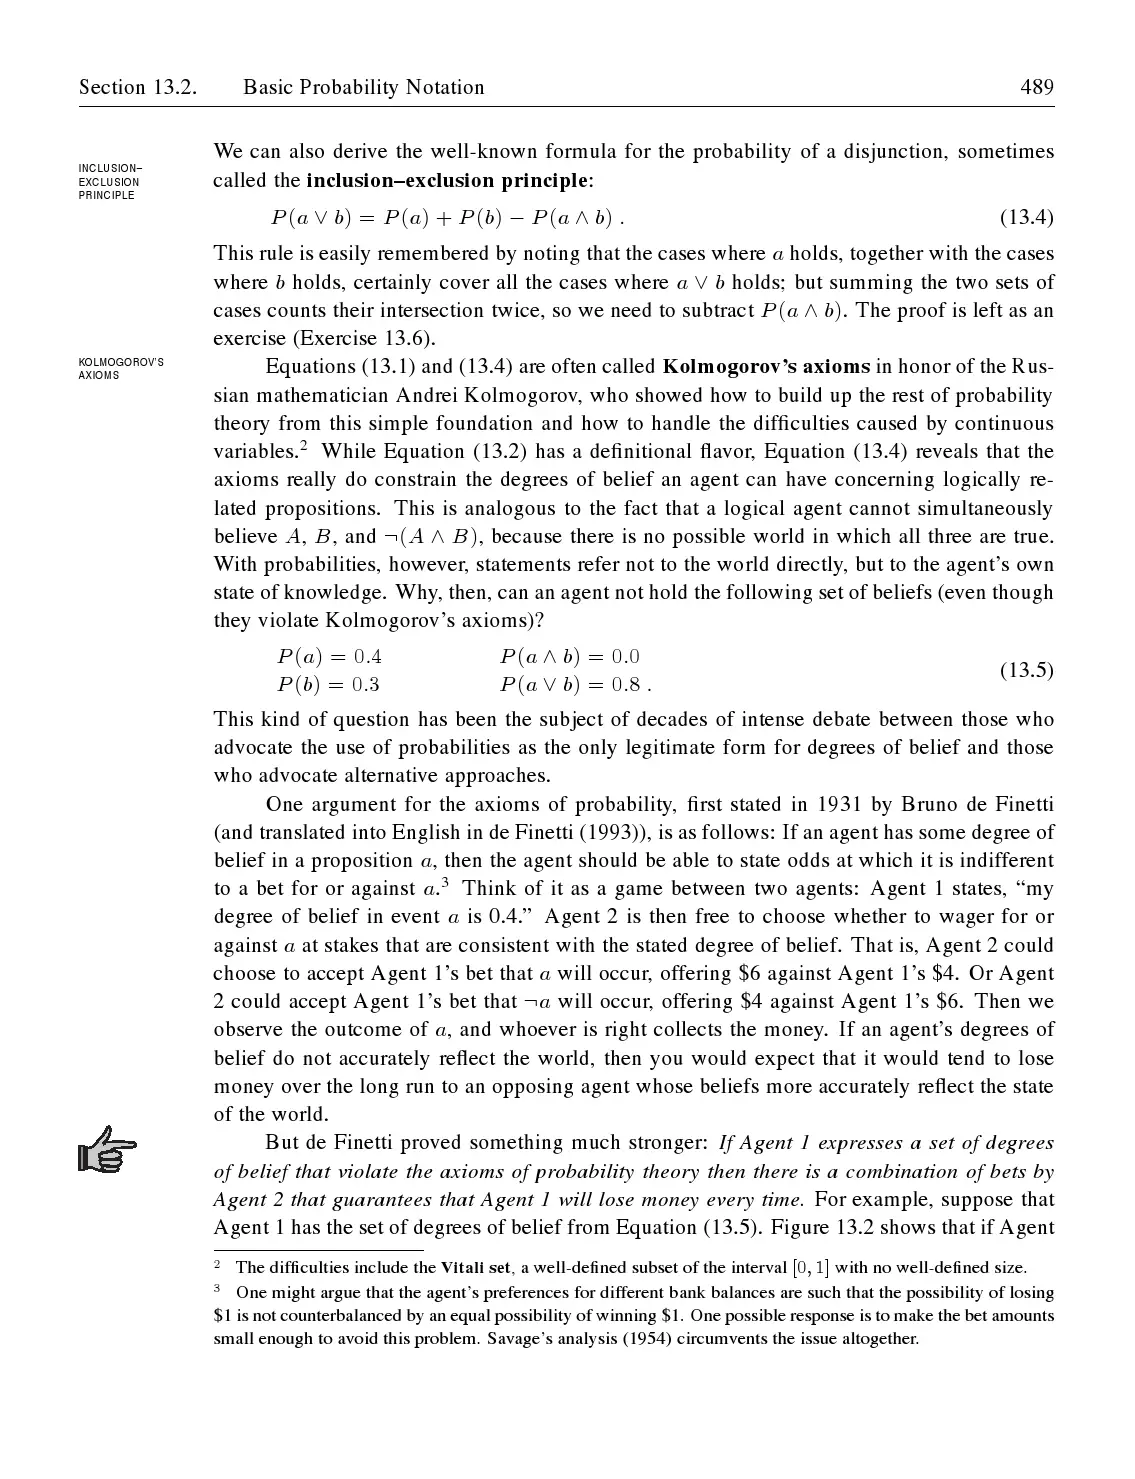 Section 13.2. Basic Probability Notation 489
INCLUSION–
EXCLUSION
PRINCIPLE
We can also derive the well-known formula for the probability of a disjunction, sometimes
called the inclusion–exclusion principle:
P(a ∨ b) = P(a) + P(b) − P(a ∧ b) . (13.4)
This rule is easily remembered by noting that the cases where a holds, together with the cases
where b holds, certainly cover all the cases where a ∨ b holds; but summing the two sets of
cases counts their intersection twice, so we need to subtract P(a ∧ b). The proof is left as an
exercise (Exercise 13.6).
KOLMOGOROV'S
AXIOMS
Equations (13.1) and (13.4) are often called Kolmogorov's axioms in honor of the Rus-
sian mathematician Andrei Kolmogorov, who showed how to build up the rest of probability
theory from this simple foundation and how to handle the difficulties caused by continuous
variables.² While Equation (13.2) has a definitional flavor, Equation (13.4) reveals that the
axioms really do constrain the degrees of belief an agent can have concerning logically re-
lated propositions. This is analogous to the fact that a logical agent cannot simultaneously
believe A, B, and ¬(A ∧ B), because there is no possible world in which all three are true.
With probabilities, however, statements refer not to the world directly, but to the agent's own
state of knowledge. Why, then, can an agent not hold the following set of beliefs (even though
they violate Kolmogorov's axioms)?
P(a) = 0.4 P(a ∧ b) = 0.0
P(b) = 0.3 P(a ∨ b) = 0.8 .
(13.5)
This kind of question has been the subject of decades of intense debate between those who
advocate the use of probabilities as the only legitimate form for degrees of belief and those
who advocate alternative approaches.
One argument for the axioms of probability, first stated in 1931 by Bruno de Finetti
(and translated into English in de Finetti (1993)), is as follows: If an agent has some degree of
belief in a proposition a, then the agent should be able to state odds at which it is indifferent
to a bet for or against a.³ Think of it as a game between two agents: Agent 1 states, "my
degree of belief in event a is 0.4." Agent 2 is then free to choose whether to wager for or
against a at stakes that are consistent with the stated degree of belief. That is, Agent 2 could
choose to accept Agent 1's bet that a will occur, offering $6 against Agent 1's $4. Or Agent
2 could accept Agent 1's bet that ¬a will occur, offering $4 against Agent 1's $6. Then we
observe the outcome of a, and whoever is right collects the money. If an agent's degrees of
belief do not accurately reflect the world, then you would expect that it would tend to lose
money over the long run to an opposing agent whose beliefs more accurately reflect the state
of the world.
But de Finetti proved something much stronger: If Agent 1 expresses a set of degrees
of belief that violate the axioms of probability theory then there is a combination of bets by
Agent 2 that guarantees that Agent 1 will lose money every time. For example, suppose that
Agent 1 has the set of degrees of belief from Equation (13.5). Figure 13.2 shows that if Agent
² The difficulties include the Vitali set, a well-defined subset of the interval [0, 1] with no well-defined size.
³ One might argue that the agent's preferences for different bank balances are such that the possibility of losing
$1 is not counterbalanced by an equal possibility of winning $1. One possible response is to make the bet amounts
small enough to avoid this problem. Savage's analysis (1954) circumvents the issue altogether.